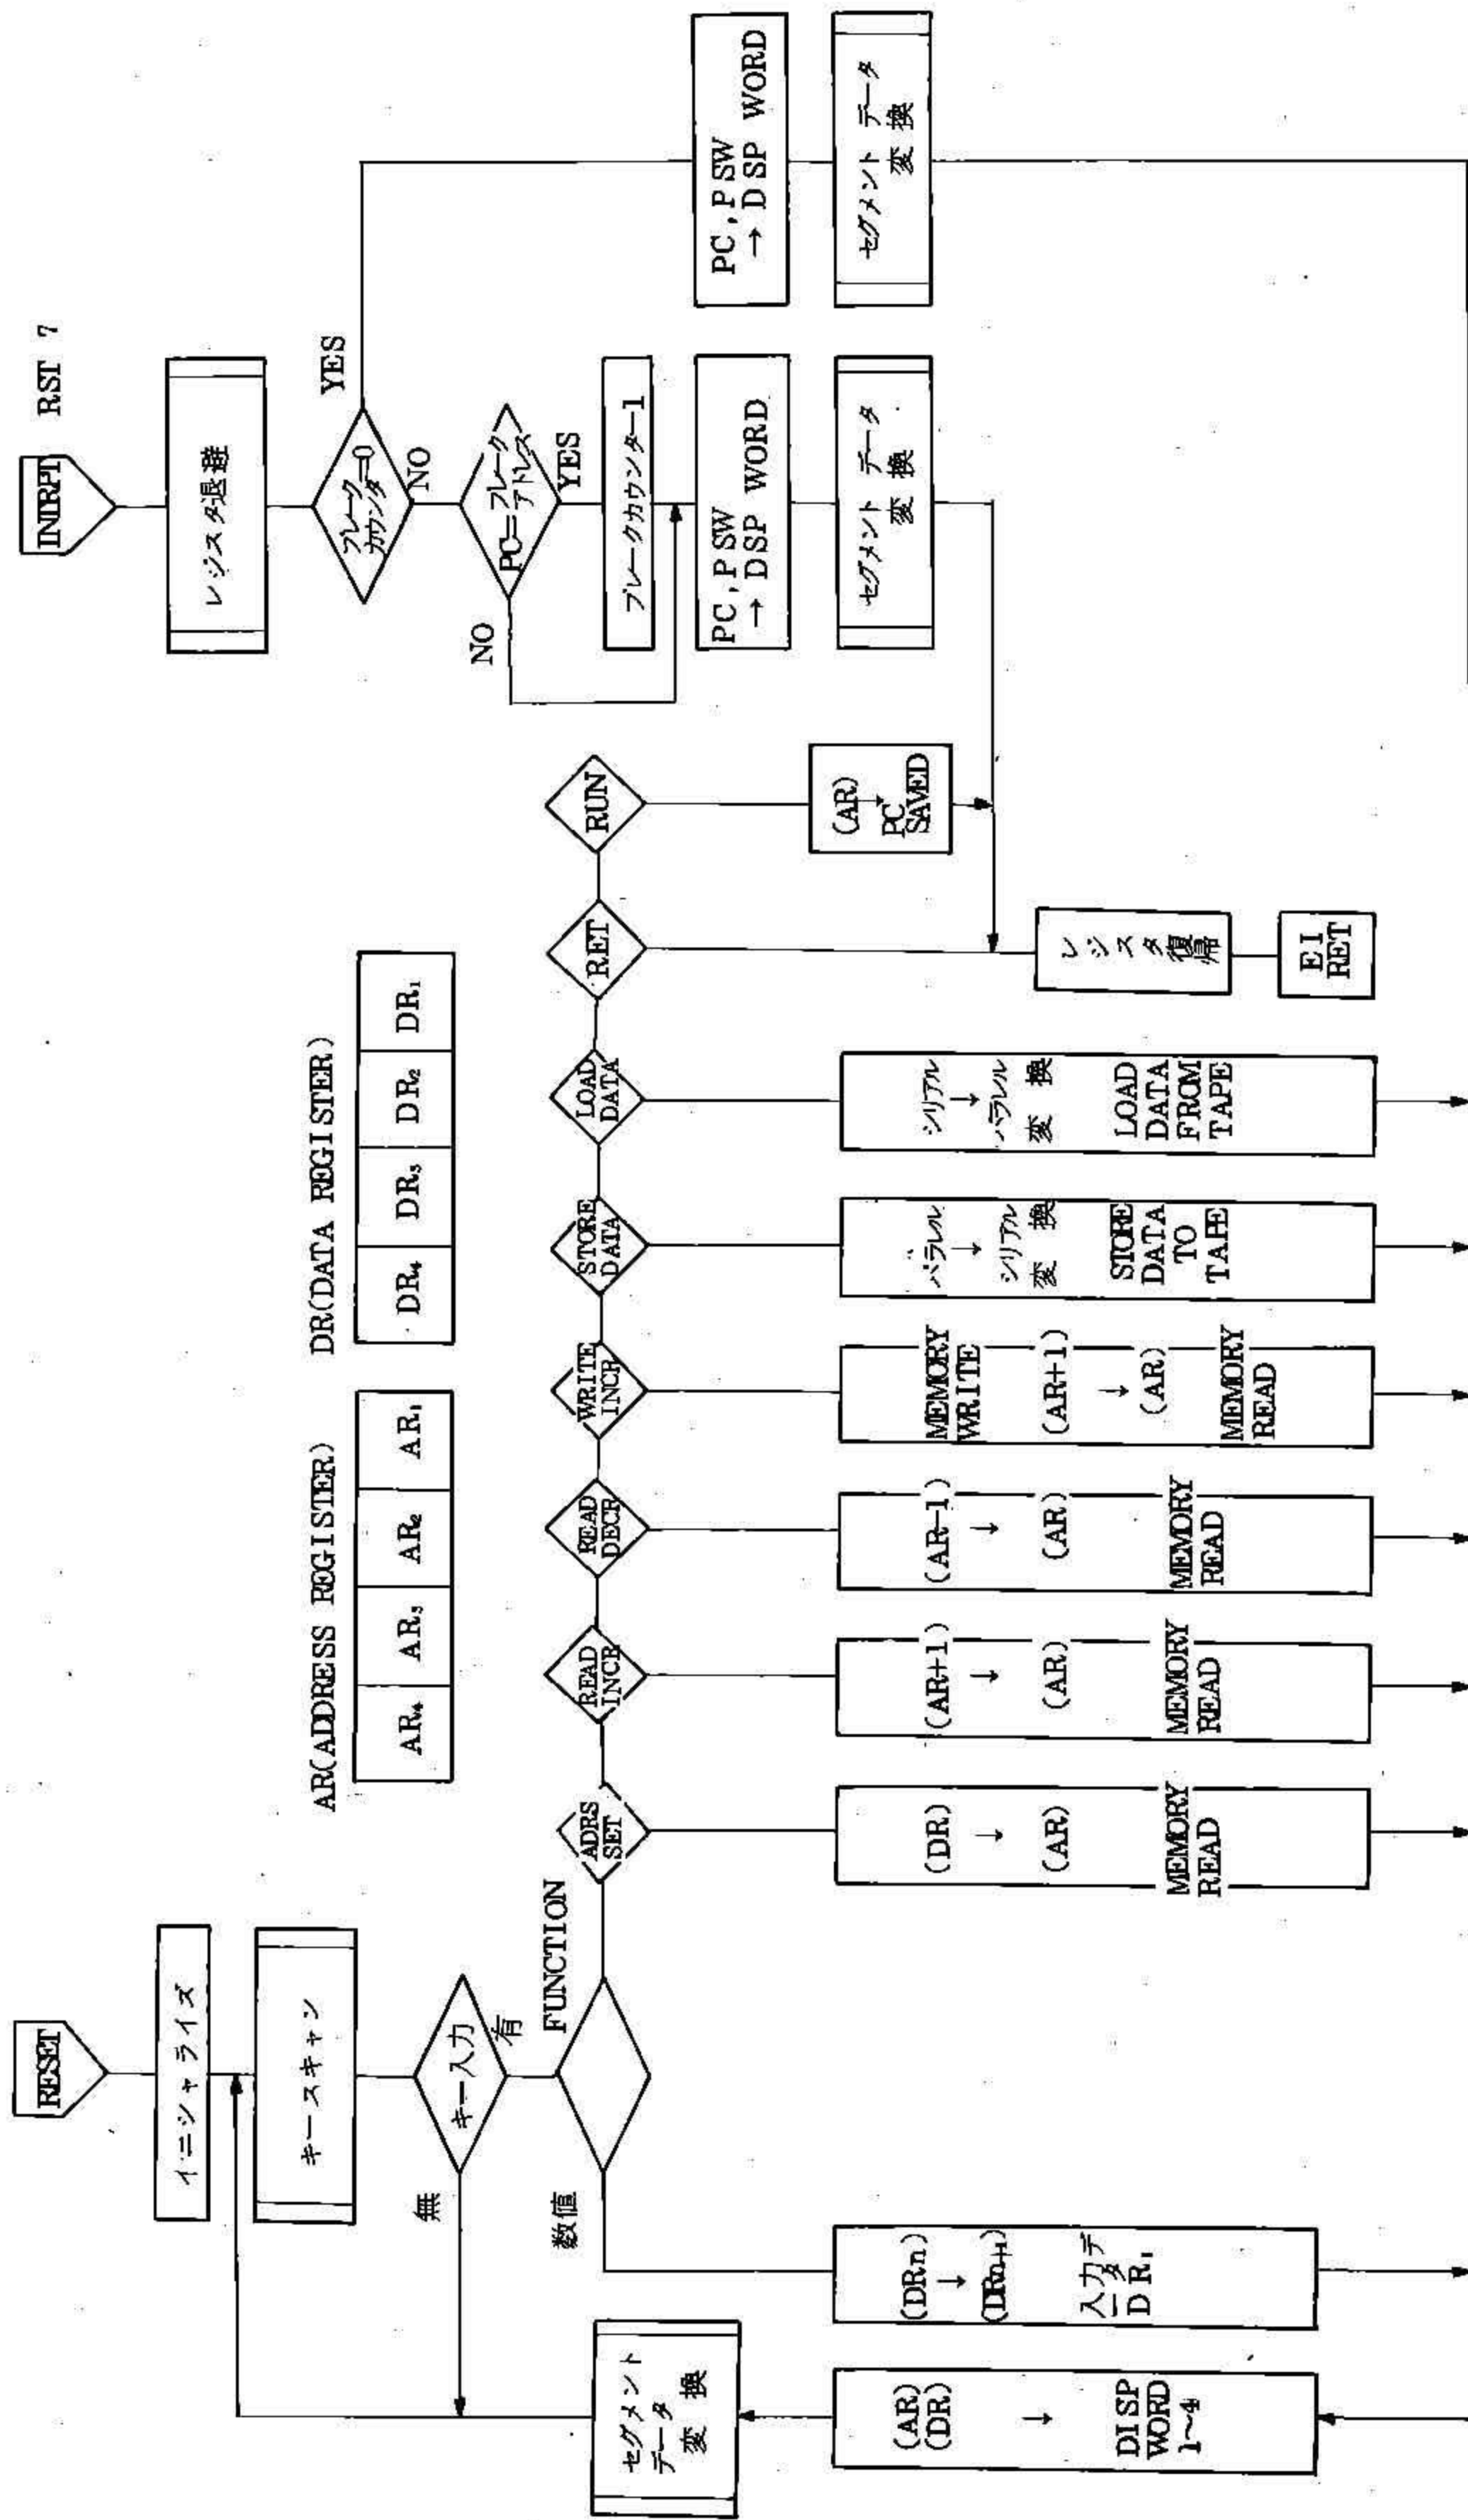 RESET
イニシャライズ
キースキャン
キー入力
無
有
FUNCTION
数値
セグメント
データ
変 換
(AR)
(DR)
→
DISP
WORD
1~4
(DRn)
→
(DRn+1)
入力デ
ータ
DR₁
AR(ADDRESS REGISTER)
AR₄ AR₃ AR₂ AR₁
DR(DATA REGISTER)
DR₄ DR₃ DR₂ DR₁
ADRS
SET
(DR)
→
(AR)
MEMORY
READ
READ
INCR
(AR+1)
→
(AR)
MEMORY
READ
READ
DECR
(AR-1)
→
(AR)
MEMORY
READ
WRITE
INCR
MEMORY
WRITE
(AR+1)
→
(AR)
MEMORY
READ
STORE
DATA
パラレル
→
シリアル
変 換
STORE
DATA
TO
TAPE
LOAD
DATA
シリアル
→
パラレル
変 換
LOAD
DATA
FROM
TAPE
RET
RUN
(AR)
→
PC
SAVED
レジスタ
復帰
EI
RET
INTRPT RST 7
レジスタ退避
ブレーク=0
カウンタ
YES
NO
PC=ブレーク
アドレス
NO
YES
ブレークカウンタ-1
PC,PSW
→ DSP WORD
セグメント データ
変 換
PC,PSW
→ DSP WORD
セグメント データ
変 換